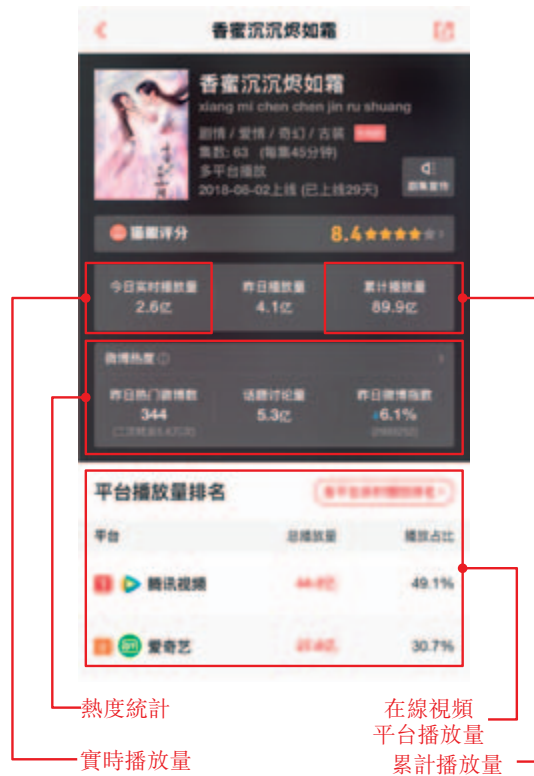 香蜜沉沉烬如霜
香蜜沉沉烬如霜
xiang mi chen chen jin ru shuang
剧情 / 爱情 / 奇幻 / 古装
集数: 63 (每集45分钟)
多平台播放
2018-08-02上线 (已上线29天)
剧集宣传
猫眼评分 8.4
今日实时播放量 昨日播放量 累计播放量
2.6亿 4.1亿 89.9亿
微博热度
昨日热门微博数 话题讨论量 昨日微博指数
344 5.3亿 6.1%
平台播放量排名
平台 总播放量 播放占比
1 腾讯视频 49.1%
2 爱奇艺 30.7%
熱度統計
在線視頻
平台播放量
實時播放量
累計播放量